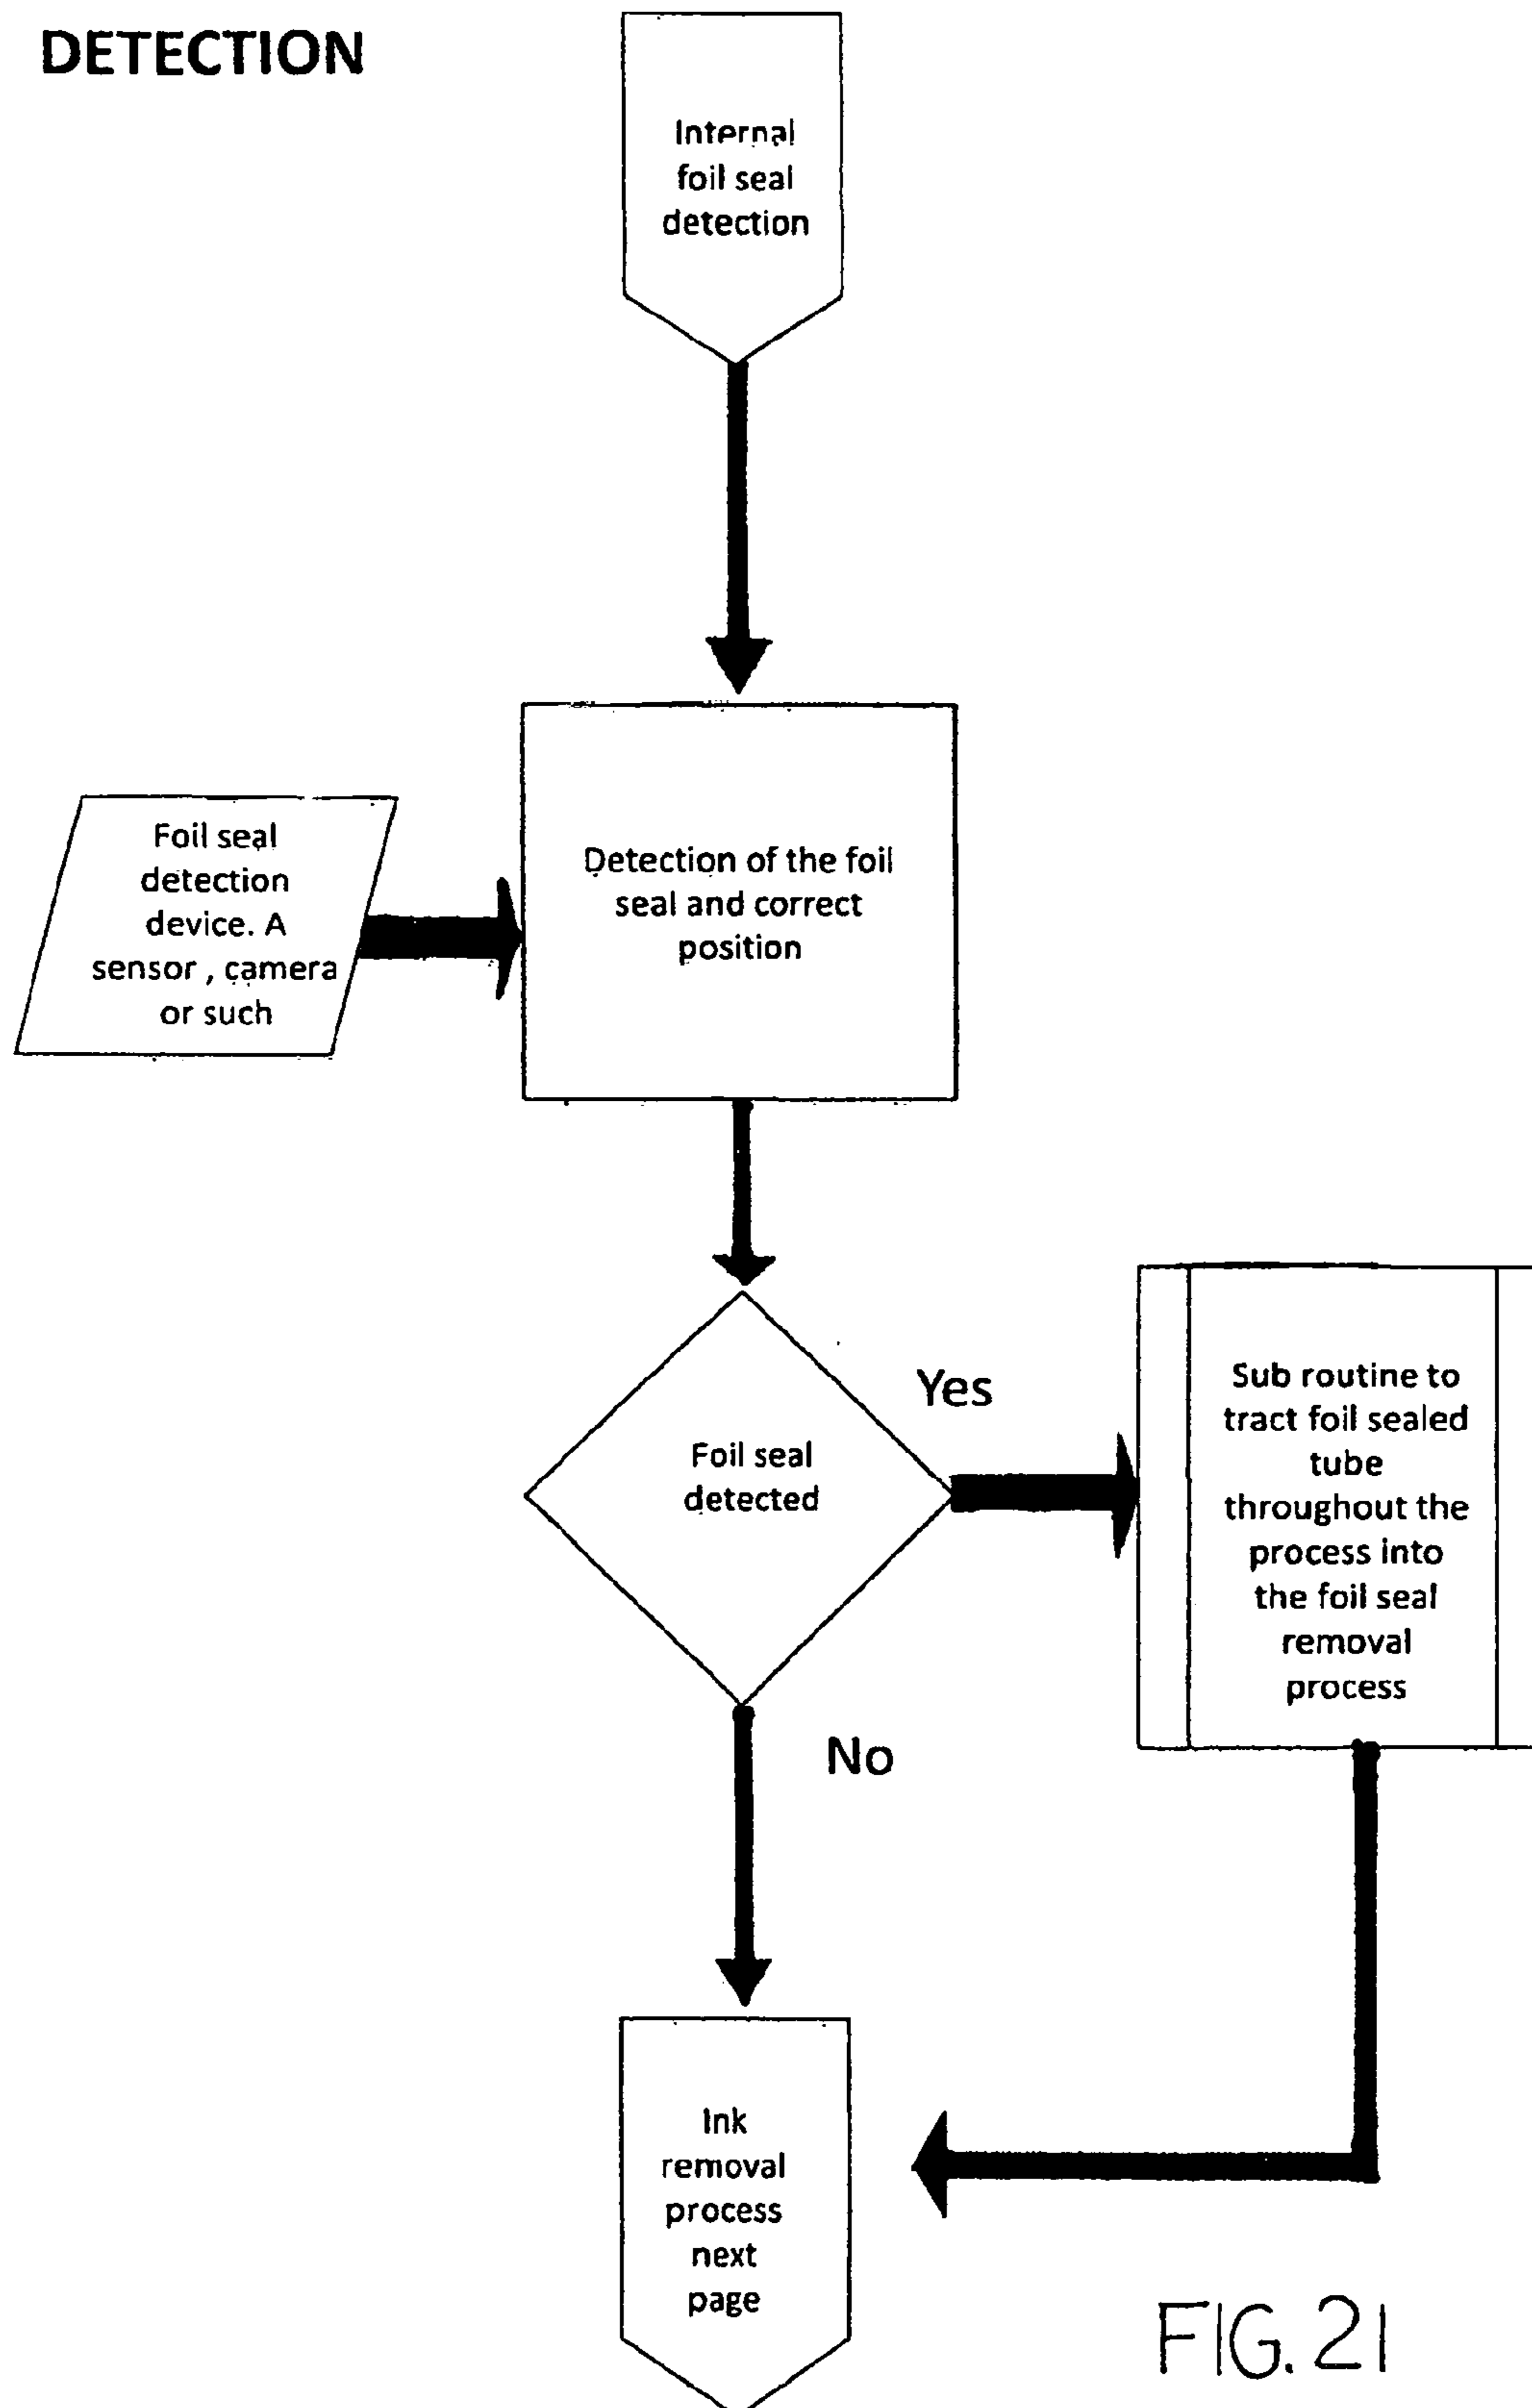 DETECTION
Internal
foil seal
detection
Foil seal
detection
device. A
sensor , camera
or such
Detection of the foil
seal and correct
position
Foil seal
detected
Yes
No
Sub routine to
tract foil sealed
tube
throughout the
process into
the foil seal
removal
process
Ink
removal
process
next
page
FIG. 21